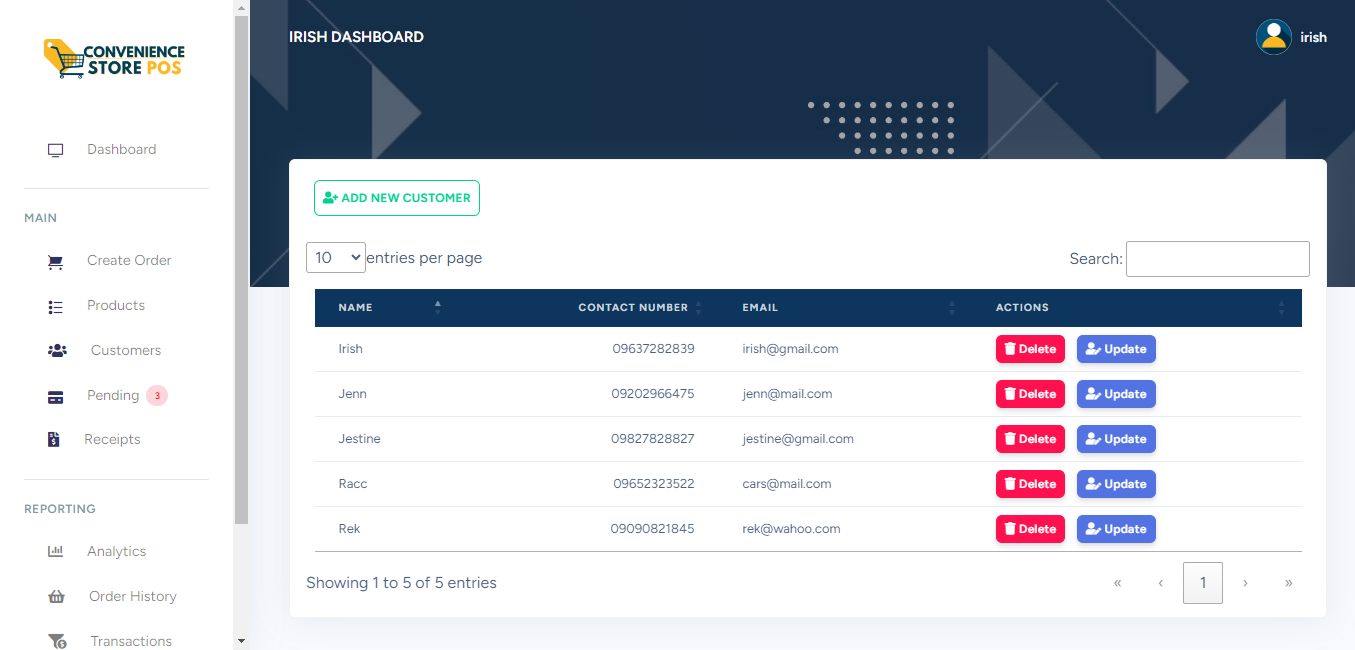 CONVENIENCE
STORE POS
IRISH DASHBOARD
irish
Dashboard
MAIN
Create Order
Products
Customers
Pending 3
Receipts
REPORTING
Analytics
Order History
Transactions
ADD NEW CUSTOMER
10 entries per page
Search:
NAME CONTACT NUMBER EMAIL ACTIONS
Irish 09637282839 irish@gmail.com Delete Update
Jenn 09202966475 jenn@mail.com Delete Update
Jestine 09827828827 jestine@gmail.com Delete Update
Racc 09652323522 cars@mail.com Delete Update
Rek 09090821845 rek@wahoo.com Delete Update
Showing 1 to 5 of 5 entries
« ‹ 1 › »